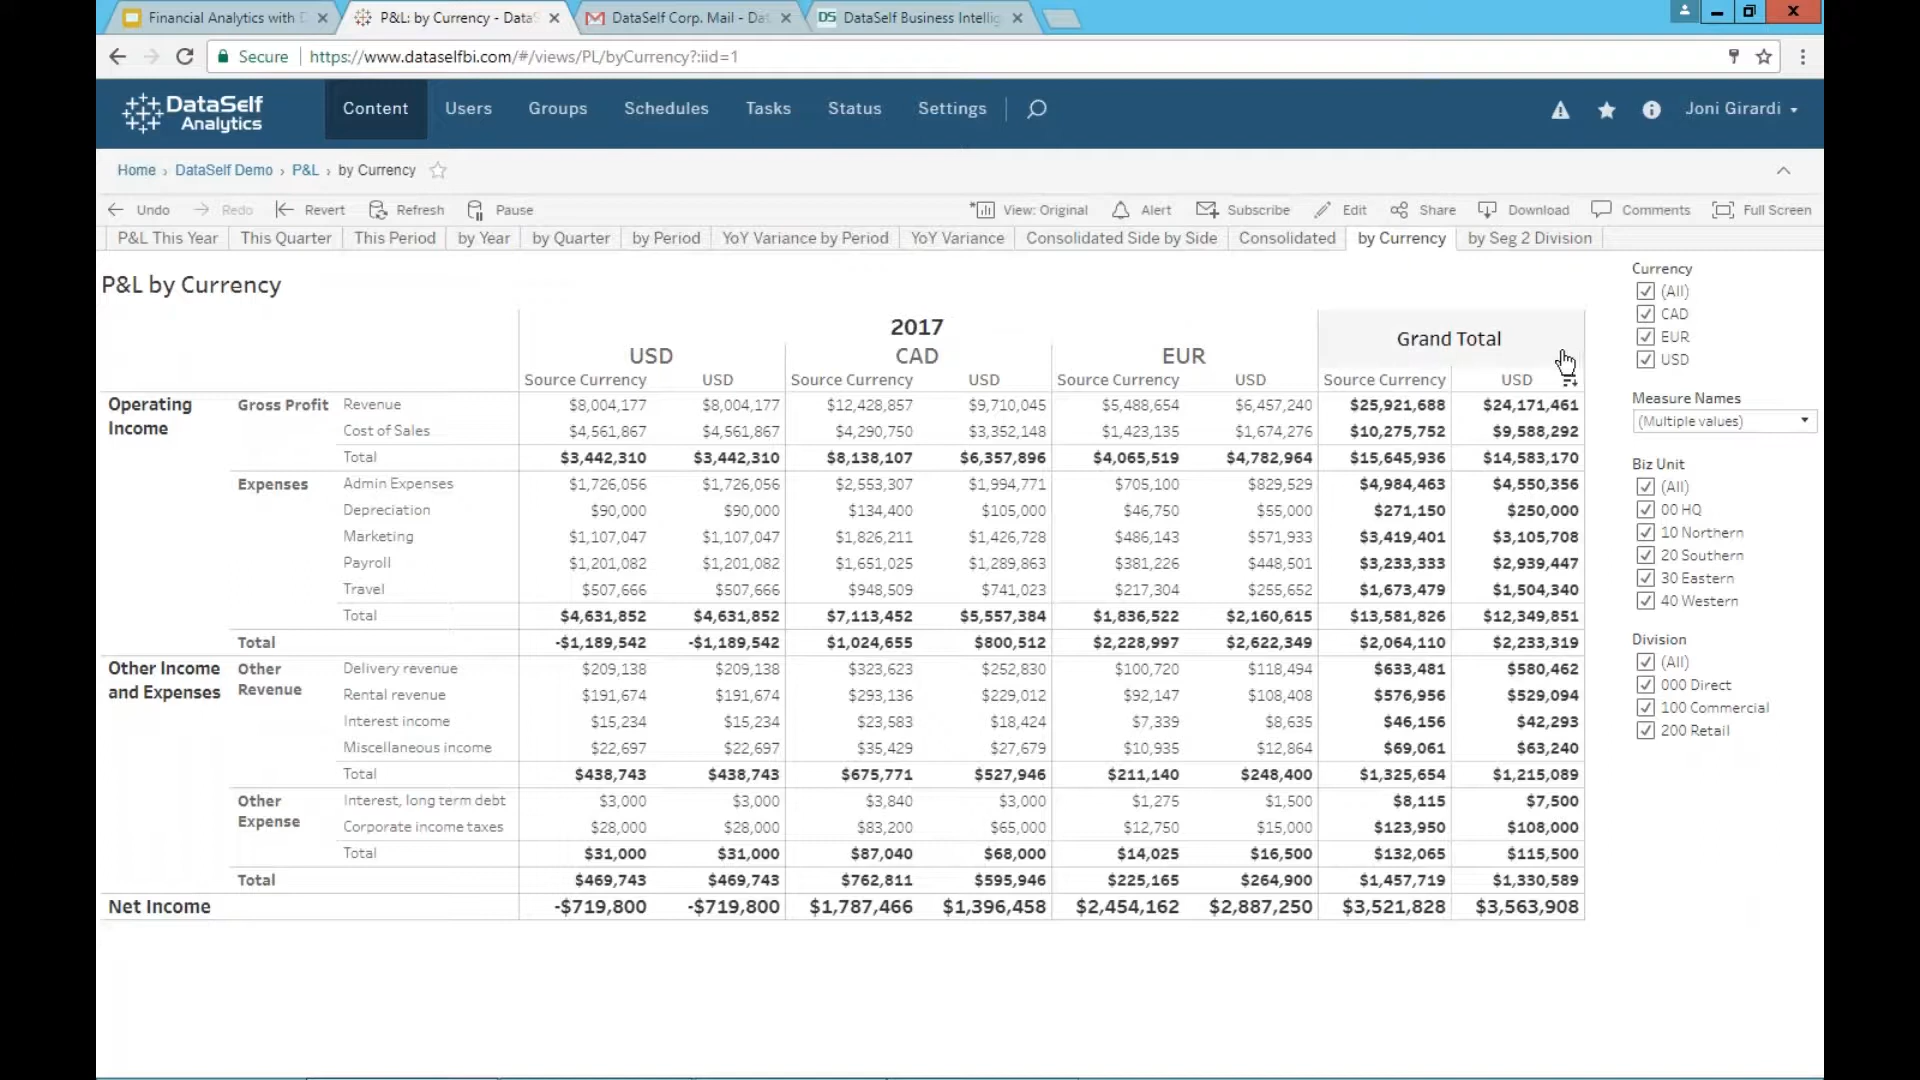 Financial Analytics with D
P&L: by Currency - DataS
DataSelf Corp. Mail - Dat
DS DataSelf Business Intellig
Secure https://www.dataselfbi.com/#/views/PL/byCurrency?:iid=1
DataSelf Analytics Content Users Groups Schedules Tasks Status Settings Joni Girardi
Home › DataSelf Demo › P&L › by Currency
Undo Redo Revert Refresh Pause View: Original Alert Subscribe Edit Share Download Comments Full Screen
P&L This Year This Quarter This Period by Year by Quarter by Period YoY Variance by Period YoY Variance Consolidated Side by Side Consolidated by Currency by Seg 2 Division
P&L by Currency
2017 Grand Total
USD CAD EUR
Source Currency USD Source Currency USD Source Currency USD Source Currency USD
Operating Income Gross Profit Revenue $8,004,177 $8,004,177 $12,428,857 $9,710,045 $5,488,654 $6,457,240 $25,921,688 $24,171,461
Cost of Sales $4,561,867 $4,561,867 $4,290,750 $3,352,148 $1,423,135 $1,674,276 $10,275,752 $9,588,292
Total $3,442,310 $3,442,310 $8,138,107 $6,357,896 $4,065,519 $4,782,964 $15,645,936 $14,583,170
Expenses Admin Expenses $1,726,056 $1,726,056 $2,553,307 $1,994,771 $705,100 $829,529 $4,984,463 $4,550,356
Depreciation $90,000 $90,000 $134,400 $105,000 $46,750 $55,000 $271,150 $250,000
Marketing $1,107,047 $1,107,047 $1,826,211 $1,426,728 $486,143 $571,933 $3,419,401 $3,105,708
Payroll $1,201,082 $1,201,082 $1,651,025 $1,289,863 $381,226 $448,501 $3,233,333 $2,939,447
Travel $507,666 $507,666 $948,509 $741,023 $217,304 $255,652 $1,673,479 $1,504,340
Total $4,631,852 $4,631,852 $7,113,452 $5,557,384 $1,836,522 $2,160,615 $13,581,826 $12,349,851
Total -$1,189,542 -$1,189,542 $1,024,655 $800,512 $2,228,997 $2,622,349 $2,064,110 $2,233,319
Other Income and Expenses Other Revenue Delivery revenue $209,138 $209,138 $323,623 $252,830 $100,720 $118,494 $633,481 $580,462
Rental revenue $191,674 $191,674 $293,136 $229,012 $92,147 $108,408 $576,956 $529,094
Interest income $15,234 $15,234 $23,583 $18,424 $7,339 $8,635 $46,156 $42,293
Miscellaneous income $22,697 $22,697 $35,429 $27,679 $10,935 $12,864 $69,061 $63,240
Total $438,743 $438,743 $675,771 $527,946 $211,140 $248,400 $1,325,654 $1,215,089
Other Expense Interest, long term debt $3,000 $3,000 $3,840 $3,000 $1,275 $1,500 $8,115 $7,500
Corporate income taxes $28,000 $28,000 $83,200 $65,000 $12,750 $15,000 $123,950 $108,000
Total $31,000 $31,000 $87,040 $68,000 $14,025 $16,500 $132,065 $115,500
Total $469,743 $469,743 $762,811 $595,946 $225,165 $264,900 $1,457,719 $1,330,589
Net Income -$719,800 -$719,800 $1,787,466 $1,396,458 $2,454,162 $2,887,250 $3,521,828 $3,563,908
Currency
(All)
CAD
EUR
USD
Measure Names
(Multiple values)
Biz Unit
(All)
00 HQ
10 Northern
20 Southern
30 Eastern
40 Western
Division
(All)
000 Direct
100 Commercial
200 Retail